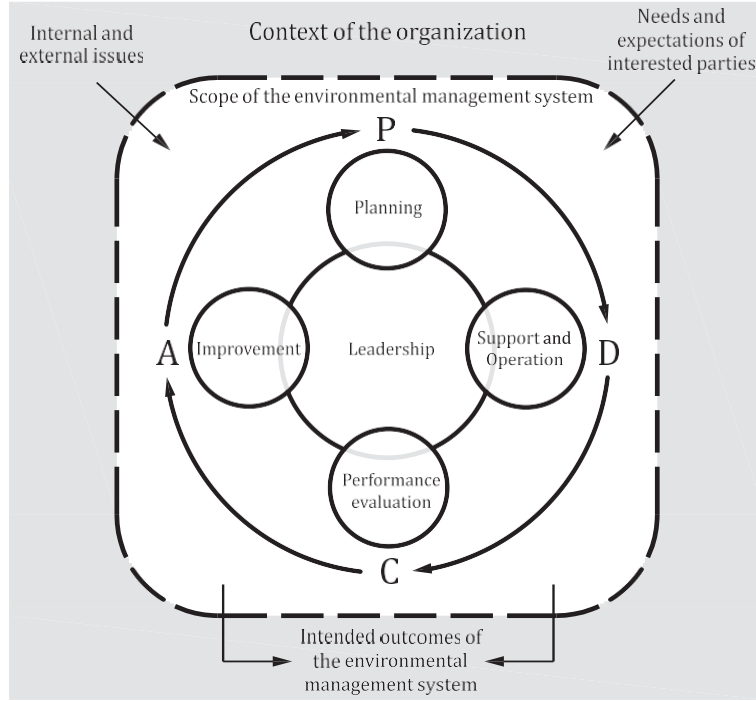 Internal and
external issues
Context of the organization
Needs and
expectations of
interested parties
Scope of the environmental management system
P
Planning
A
Improvement
Leadership
Support and
Operation
D
Performance
evaluation
C
Intended outcomes of
the environmental
management system